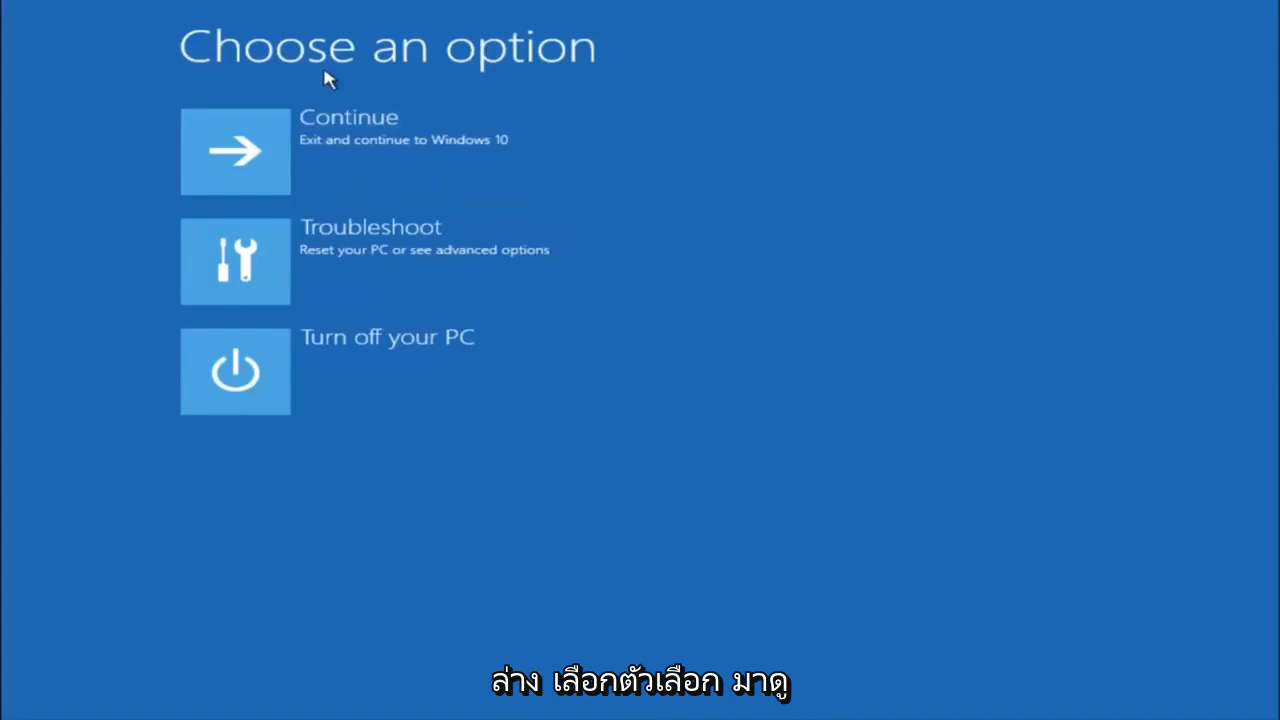 Choose an option
Continue
Exit and continue to Windows 10
Troubleshoot
Reset your PC or see advanced options
Turn off your PC
ล่าง เลือกตัวเลือก มาดู